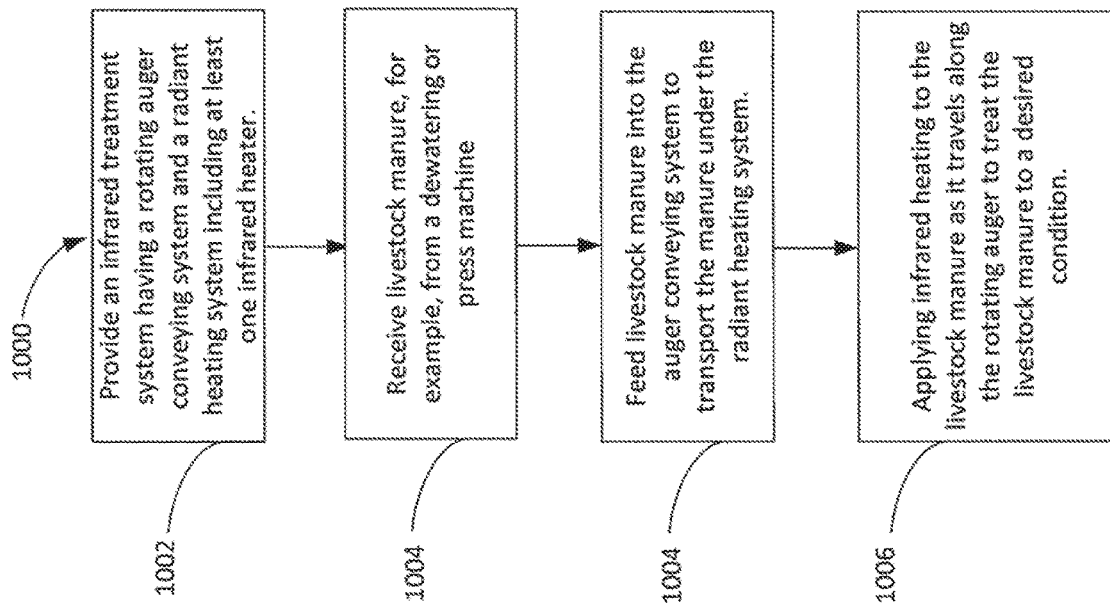 1000
1002
Provide an infrared treatment
system having a rotating auger
conveying system and a radiant
heating system including at least
one infrared heater.
1004
Receive livestock manure, for
example, from a dewatering or
press machine
1004
Feed livestock manure into the
auger conveying system to
transport the manure under the
radiant heating system.
1006
Applying infrared heating to the
livestock manure as it travels along
the rotating auger to treat the
livestock manure to a desired
condition.